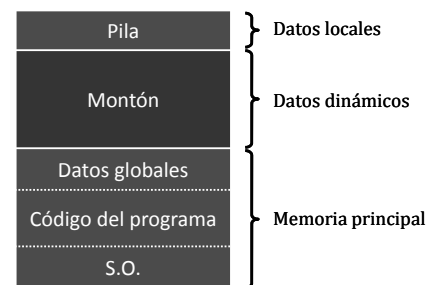 Pila
Datos locales
Montón
Datos dinámicos
Datos globales
Código del programa
Memoria principal
S.O.